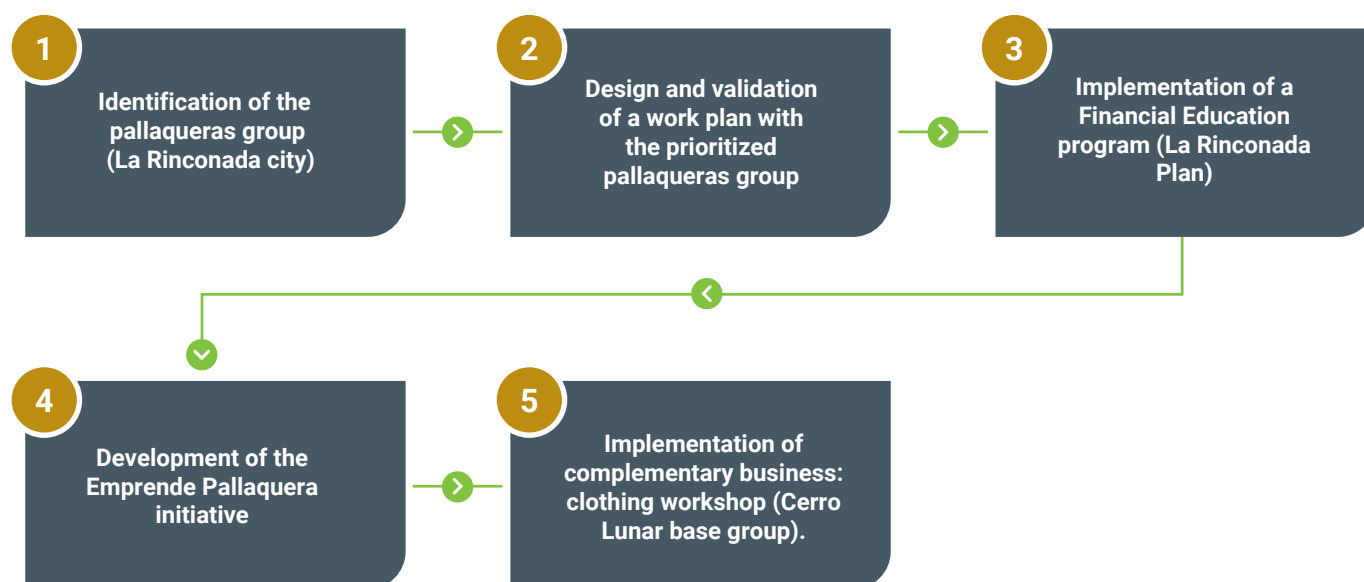 1
Identification of the
pallaqueras group
(La Rinconada city)
2
Design and validation
of a work plan with
the prioritized
pallaqueras group
3
Implementation of a
Financial Education
program (La Rinconada
Plan)
4
Development of the
Emprende Pallaquera
initiative
5
Implementation of
complementary business:
clothing workshop (Cerro
Lunar base group).